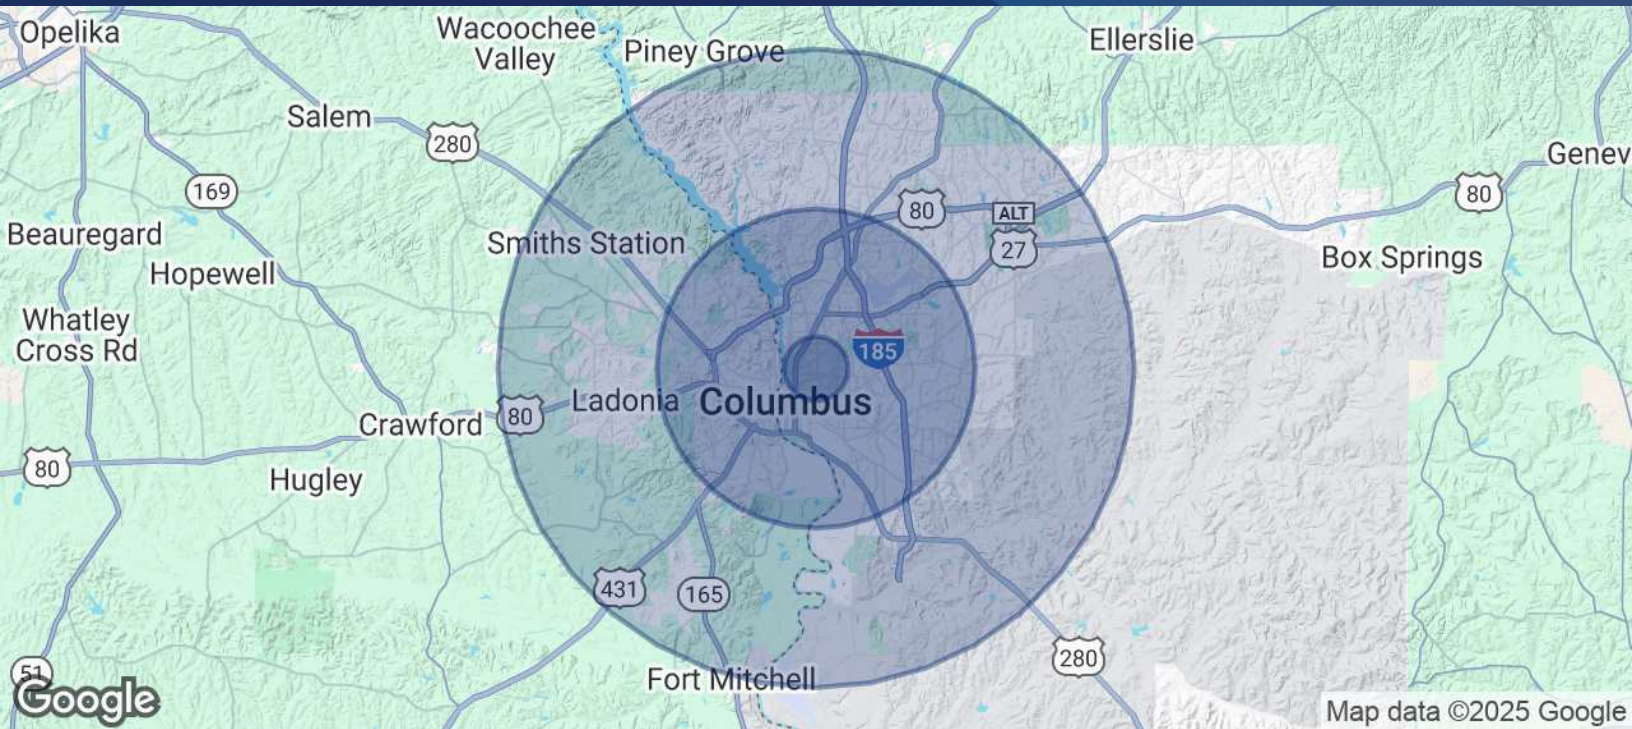 Opelika
Wacoochee
Valley
Piney Grove
Ellerslie
Salem
280
169
Genev
80
80
ALT
27
Beauregard
Smiths Station
Hopewell
Box Springs
Whatley
Cross Rd
185
Ladonia
Columbus
80
Crawford
80
Hugley
431
165
280
51
Fort Mitchell
Google
Map data ©2025 Google